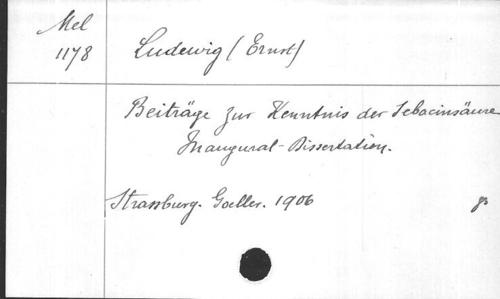 Mel
1178
Ludewig (Ernst)
Beiträge zur Kenntnis der Sebacinsäure
Inaugural-Dissertation.
Strassburg. Goeller. 1906